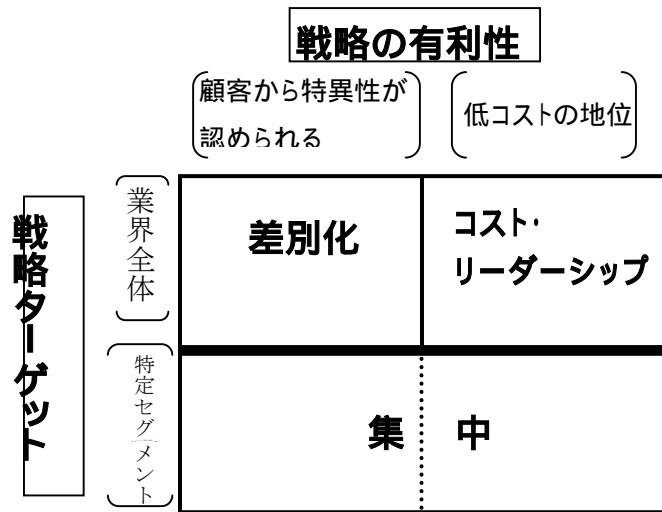 戦略の有利性
顧客から特異性が
認められる
低コストの地位
戦略ターゲット
業界全体
差別化
コスト・
リーダーシップ
特定セグメント
集中